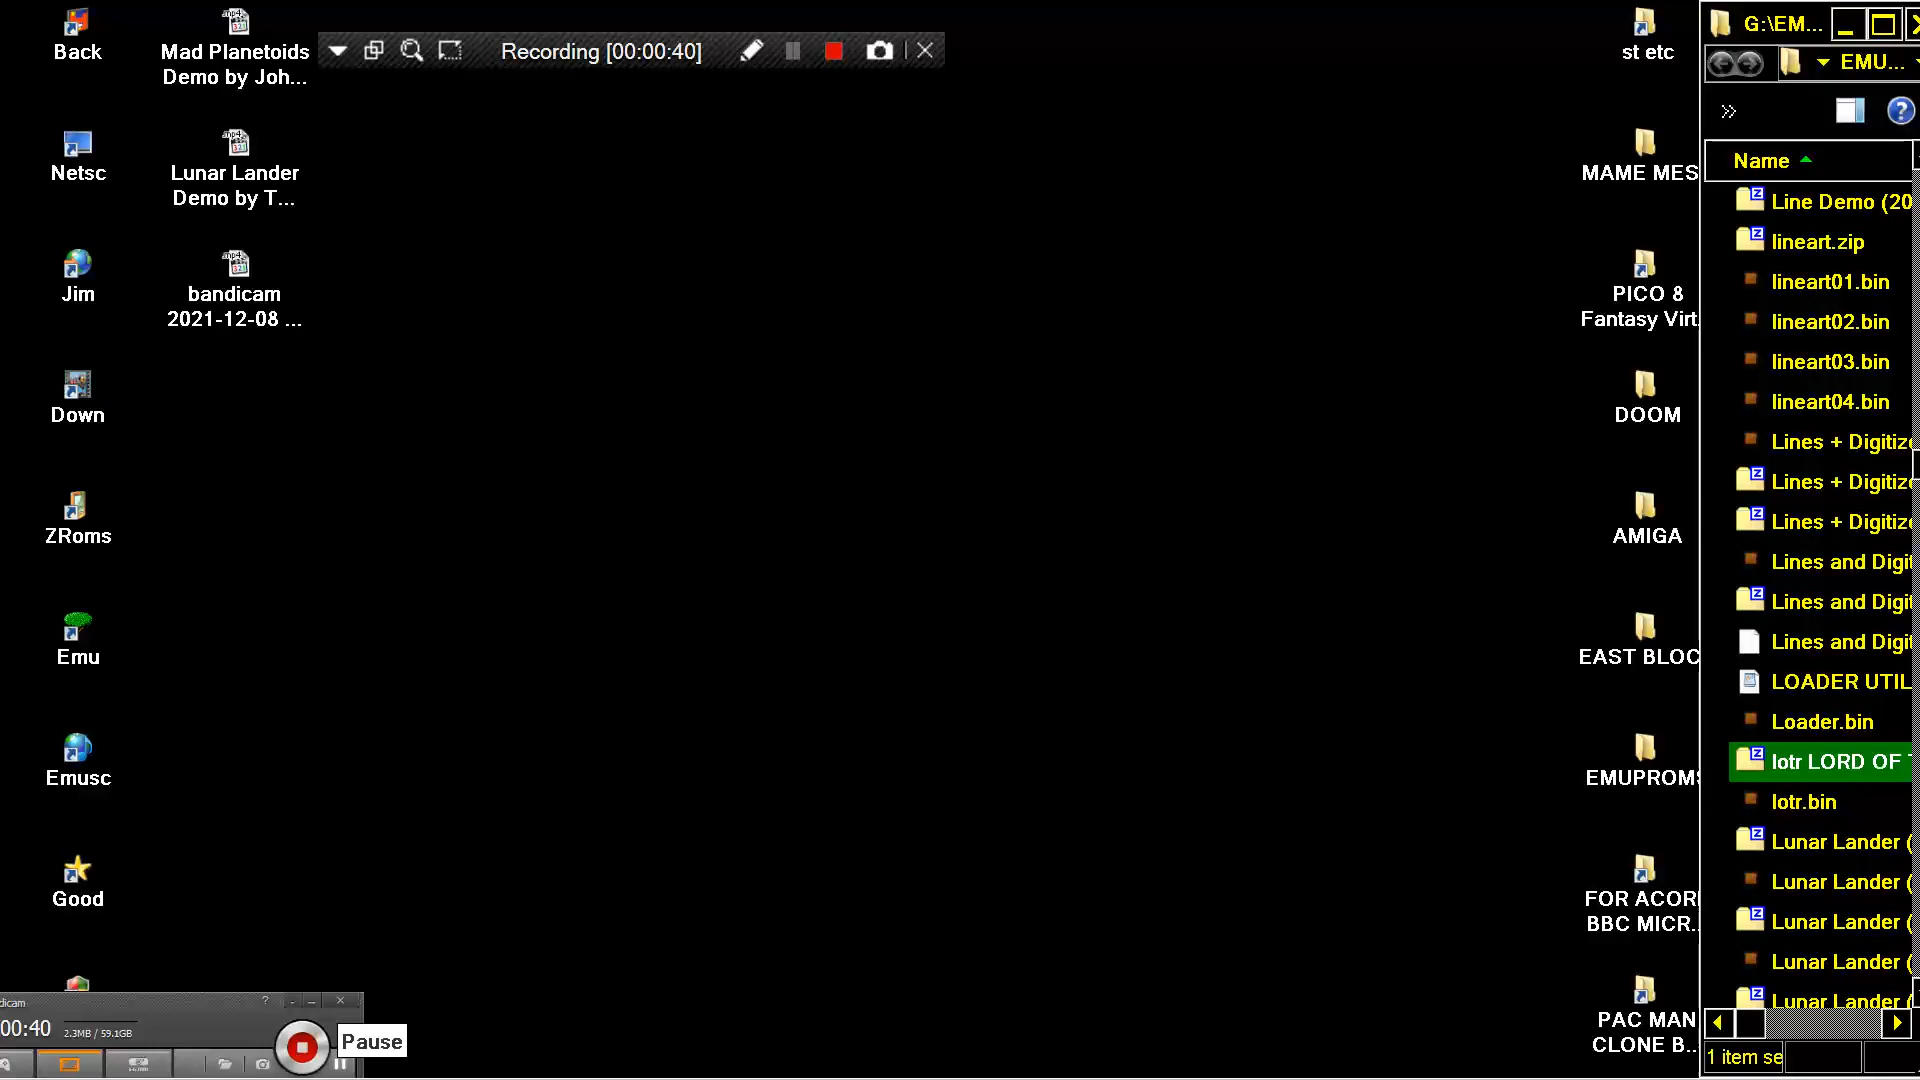 Back
Mad Planetoids
Demo by Joh...
Recording [00:00:40]
st etc
G:\EM...
EMU...
Netsc
Lunar Lander
Demo by T...
MAME MES
Name
Line Demo (20
lineart.zip
Jim
bandicam
2021-12-08 ...
PICO 8
Fantasy Virt.
lineart01.bin
lineart02.bin
lineart03.bin
Down
DOOM
lineart04.bin
Lines + Digitiz
Lines + Digitiz
ZRoms
AMIGA
Lines + Digitiz
Lines and Digit
Lines and Digit
Emu
EAST BLOC
Lines and Digit
LOADER UTIL
Loader.bin
Emusc
EMUPROMS
lotr LORD OF
lotr.bin
Lunar Lander (
Good
FOR ACOR
BBC MICR..
Lunar Lander (
Lunar Lander (
Lunar Lander (
Lunar Lander (
dicam
00:40
2.3MB / 59.1GB
Pause
PAC MAN
CLONE B...
1 item se